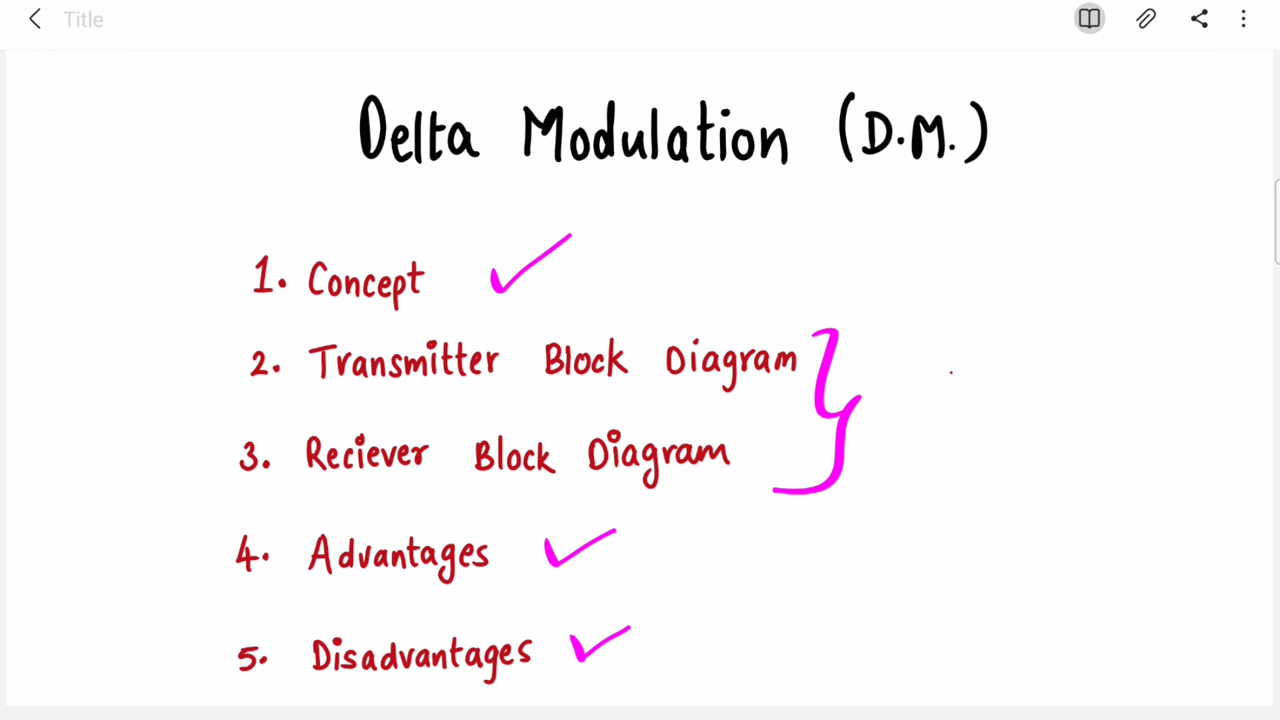 Title
Delta Modulation (D.M.)
1. Concept
2. Transmitter Block Diagram
3. Reciever Block Diagram
4. Advantages
5. Disadvantages